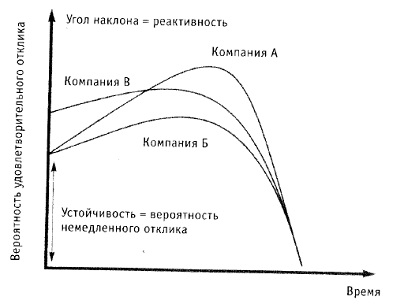 Угол наклона = реактивность
Компания А
Компания В
Компания Б
Устойчивость = вероятность
немедленного отклика
Время
Вероятность удовлетворительного отклика